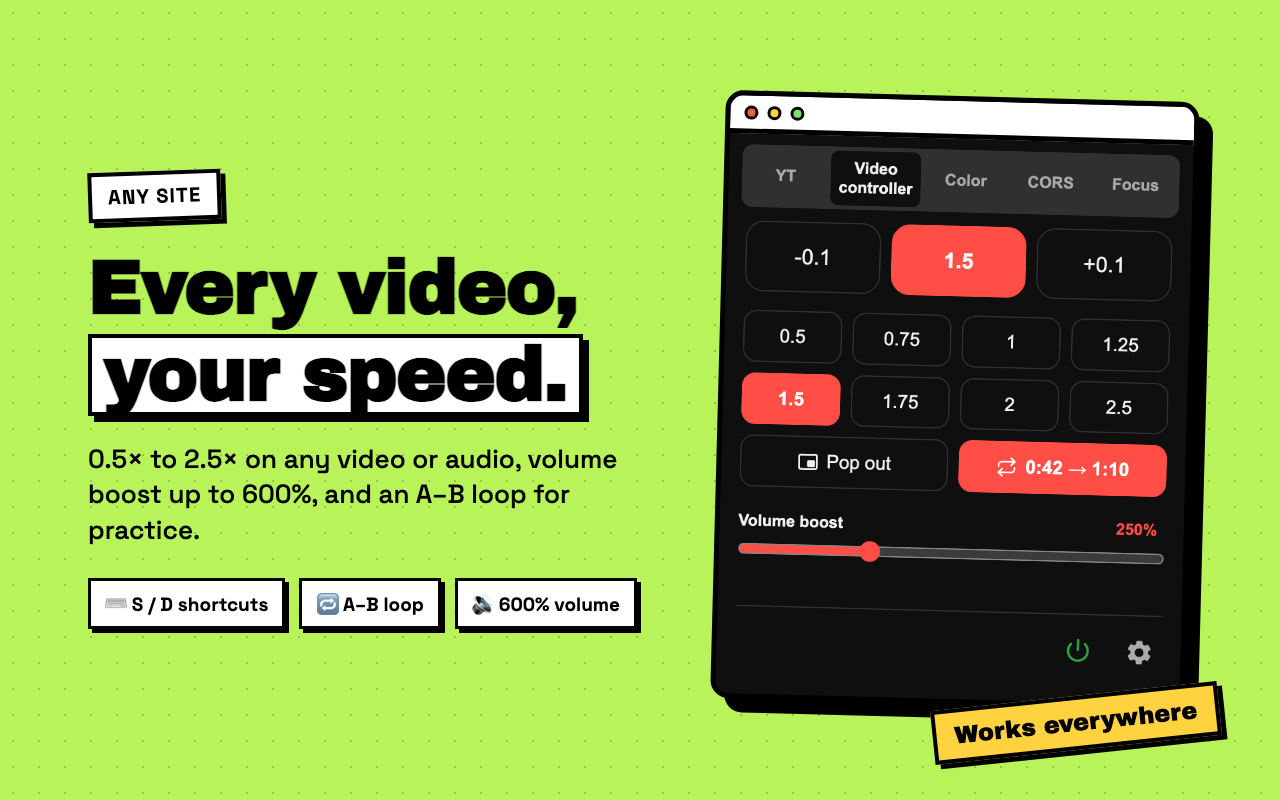 ANY SITE
Every video,
your speed.
0.5× to 2.5× on any video or audio, volume
boost up to 600%, and an A–B loop for
practice.
S / D shortcuts
A–B loop
600% volume
YT
Video
controller
Color
CORS
Focus
-0.1
1.5
+0.1
0.5
0.75
1
1.25
1.5
1.75
2
2.5
Pop out
0:42 → 1:10
Volume boost
250%
Works everywhere